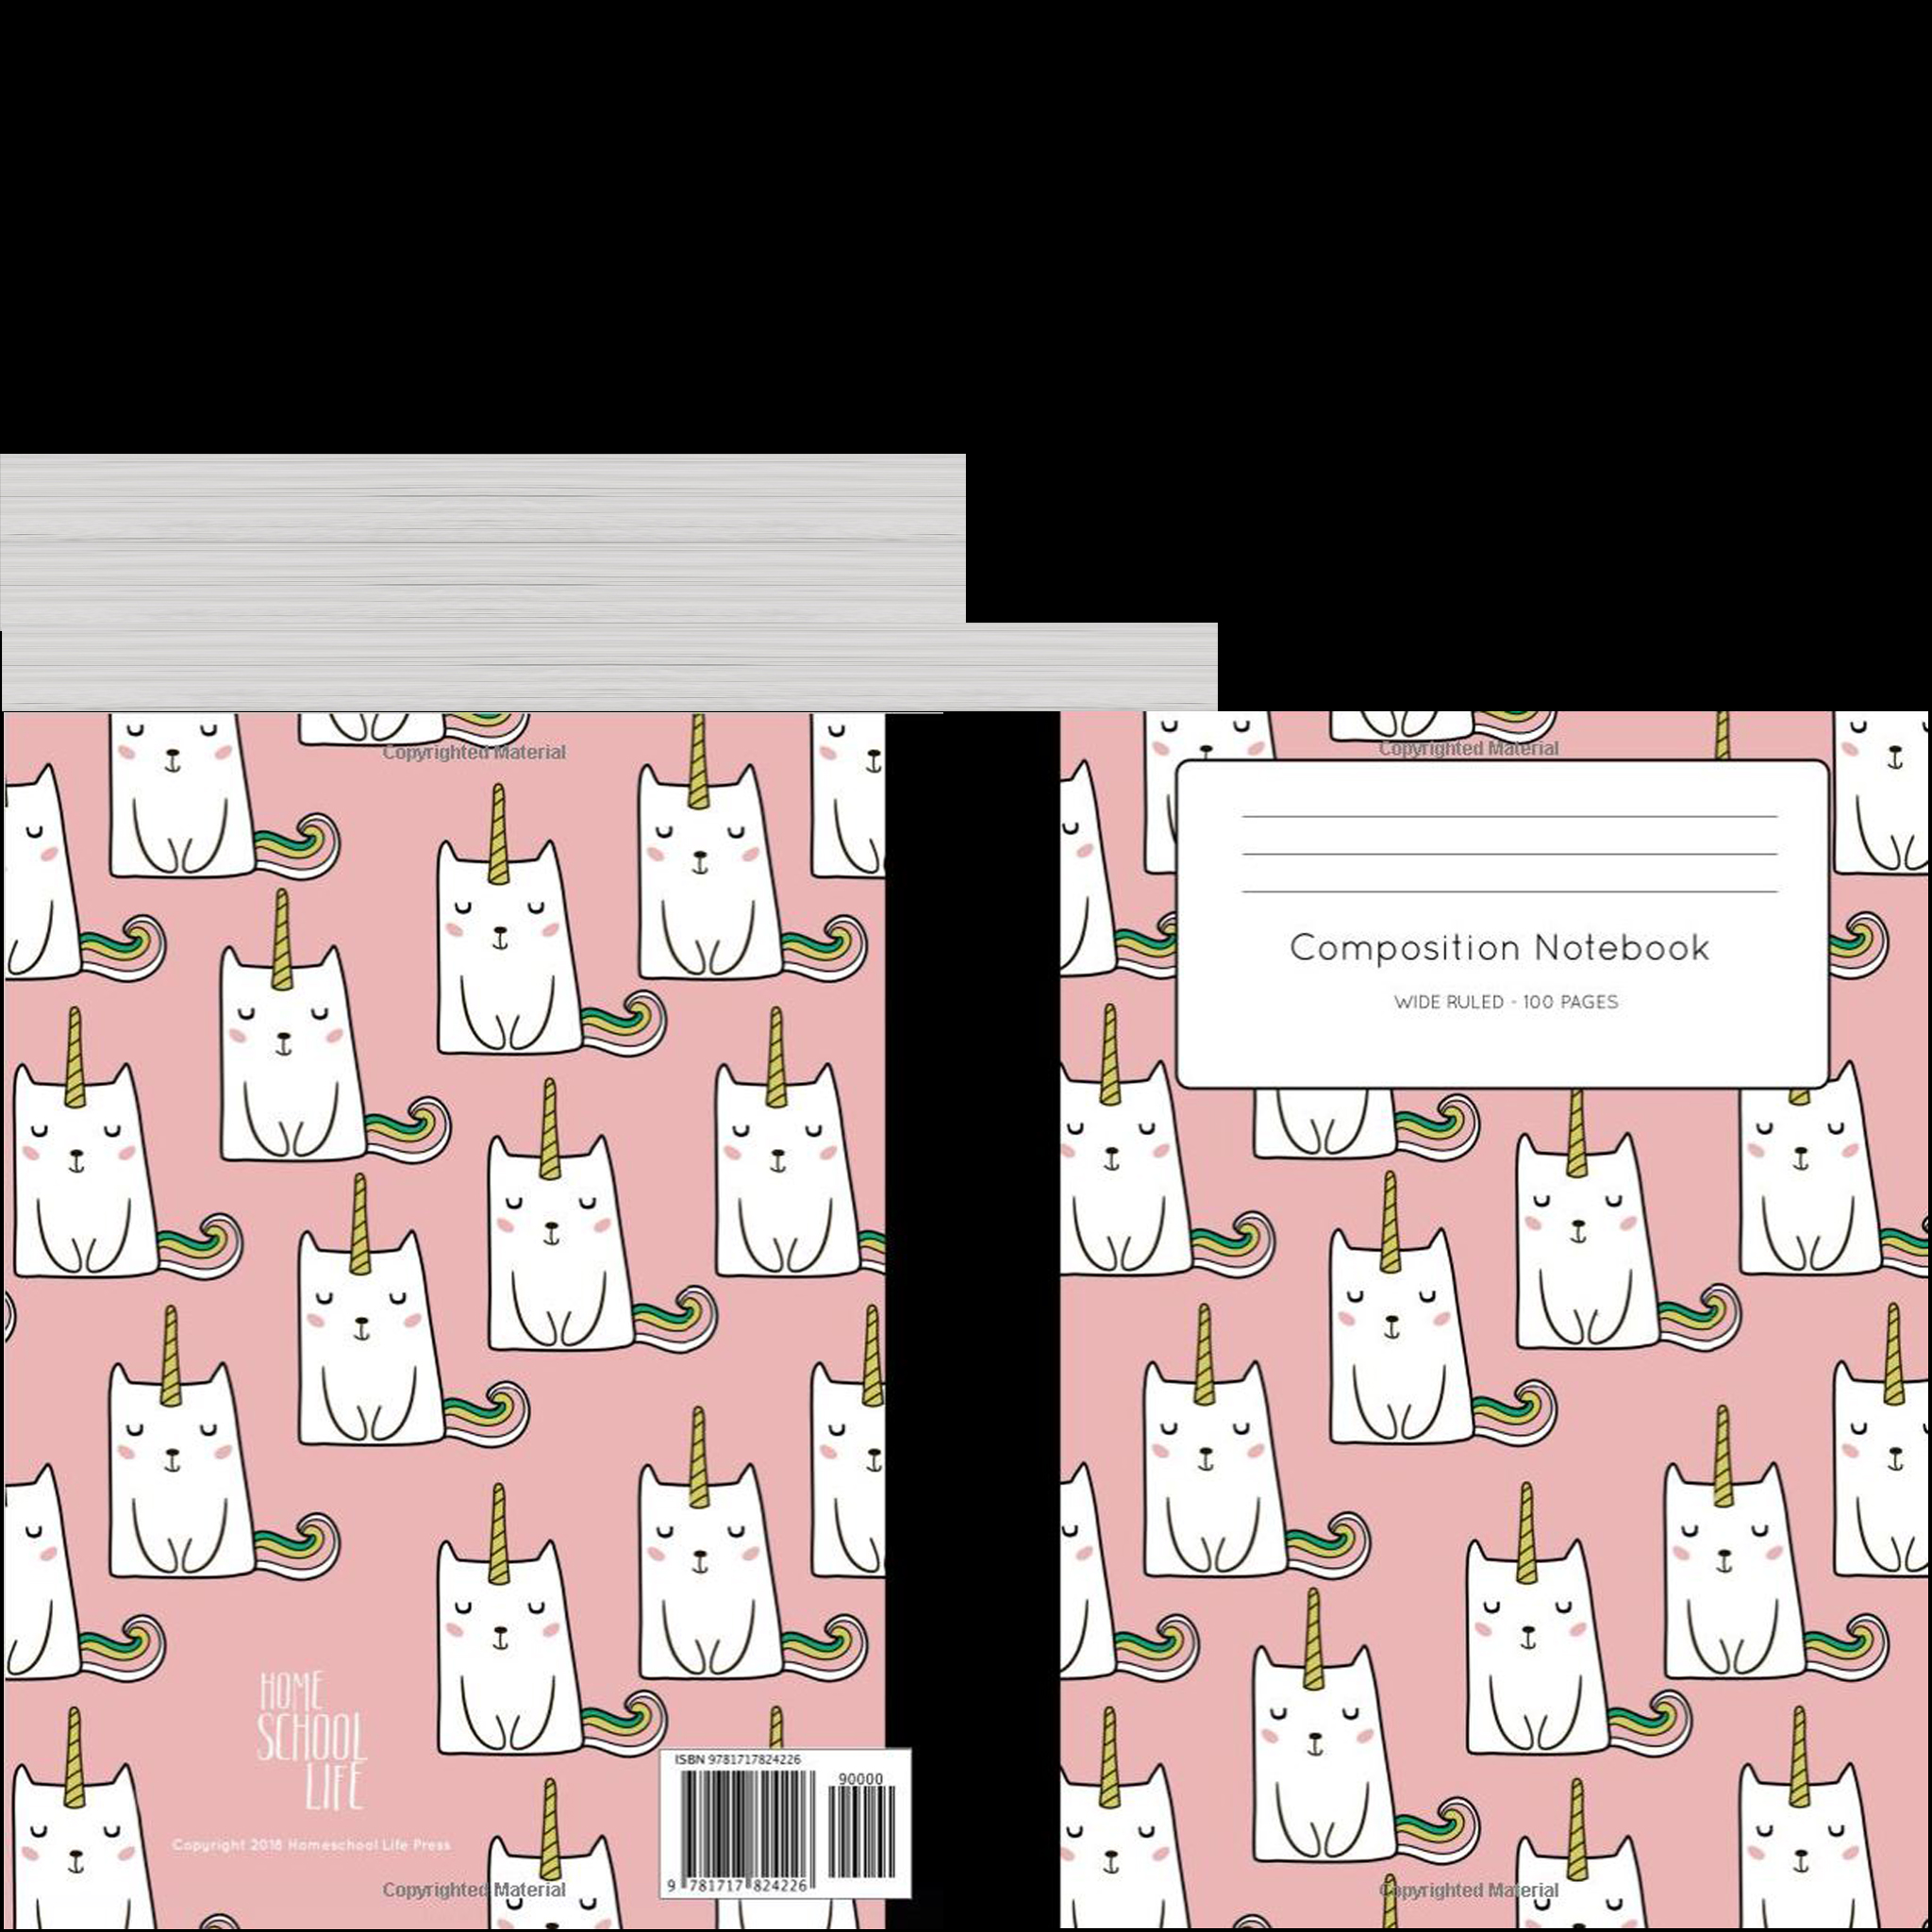 Copyrighted Material
HOME
SCHOOL
LIFE
Copyright 2018 Homeschool Life Press
Copyrighted Material
ISBN 9781717824226
90000
9 781717 824226
Copyrighted Material
Composition Notebook
WIDE RULED - 100 PAGES
Copyrighted Material